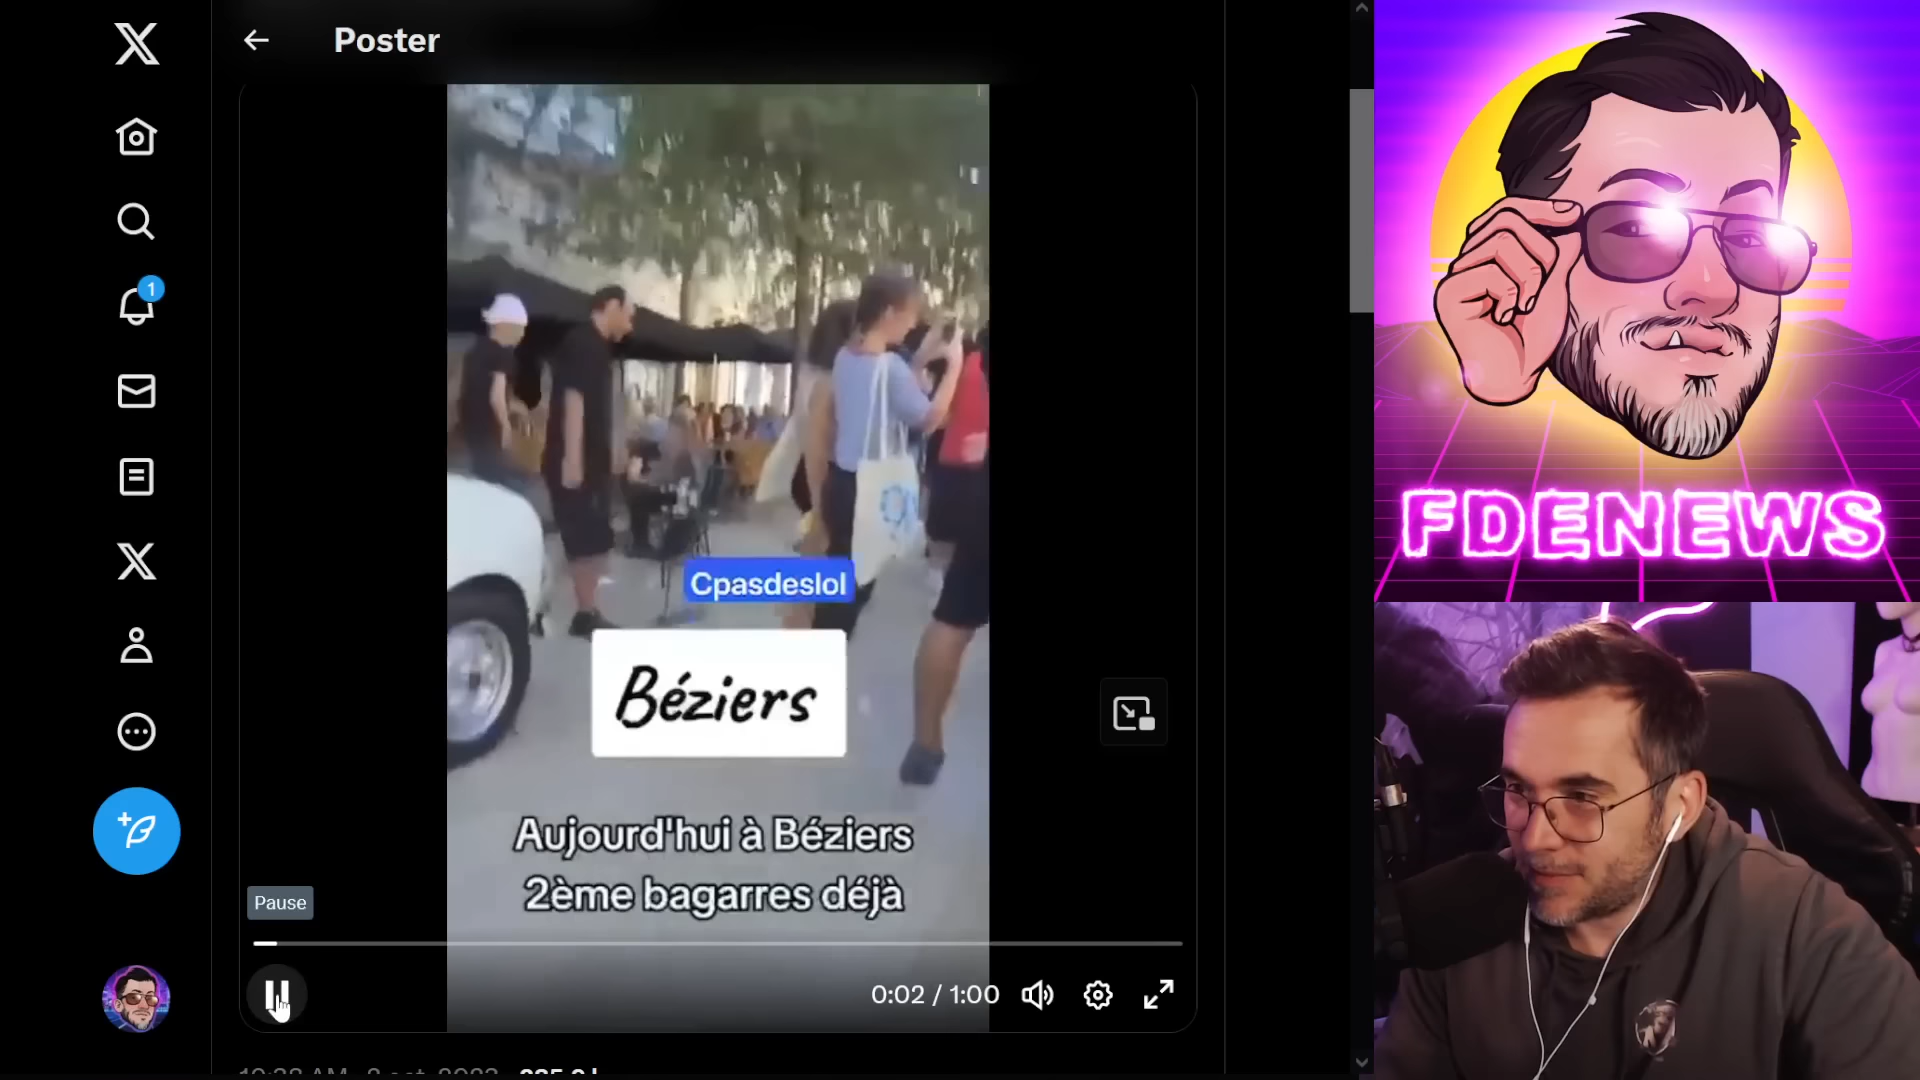 Poster
1
Cpasdeslol
Béziers
Aujourd'hui à Béziers
2ème bagarres déjà
Pause
0:02 / 1:00
FDENEWS